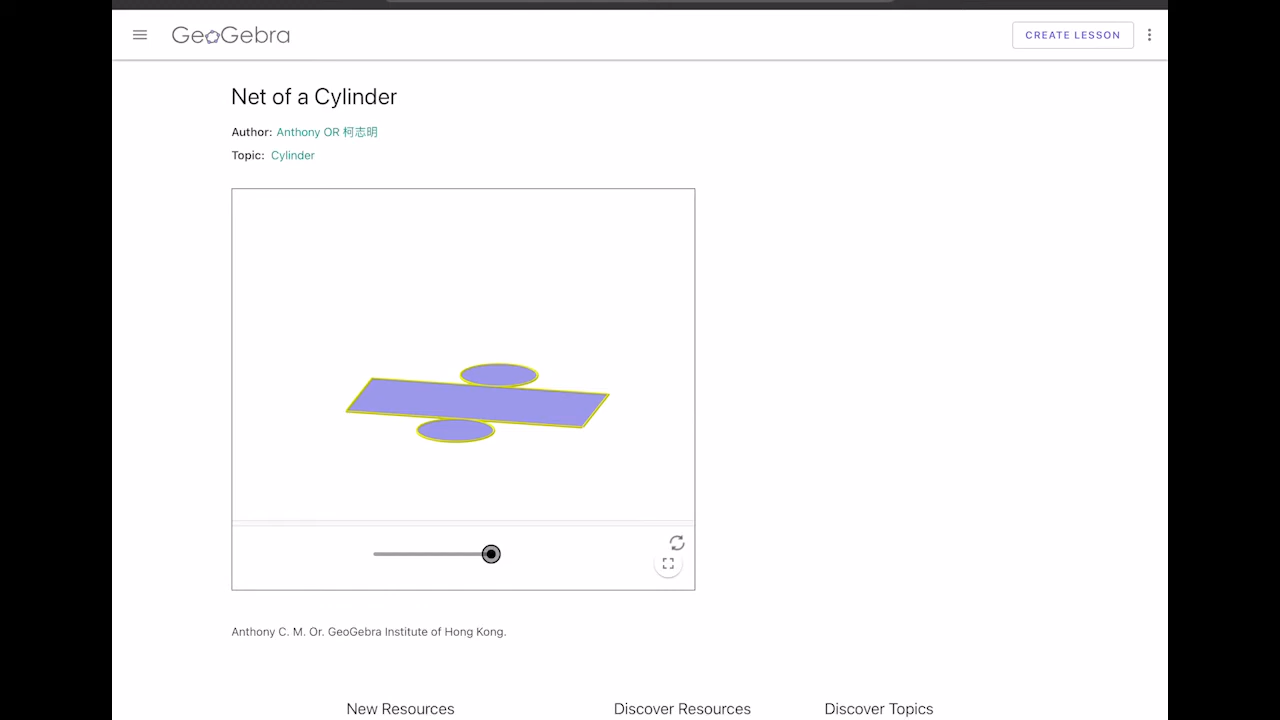 GeoGebra
CREATE LESSON
Net of a Cylinder
Author: Anthony OR 柯志明
Topic: Cylinder
Anthony C. M. Or. GeoGebra Institute of Hong Kong.
New Resources
Discover Resources
Discover Topics